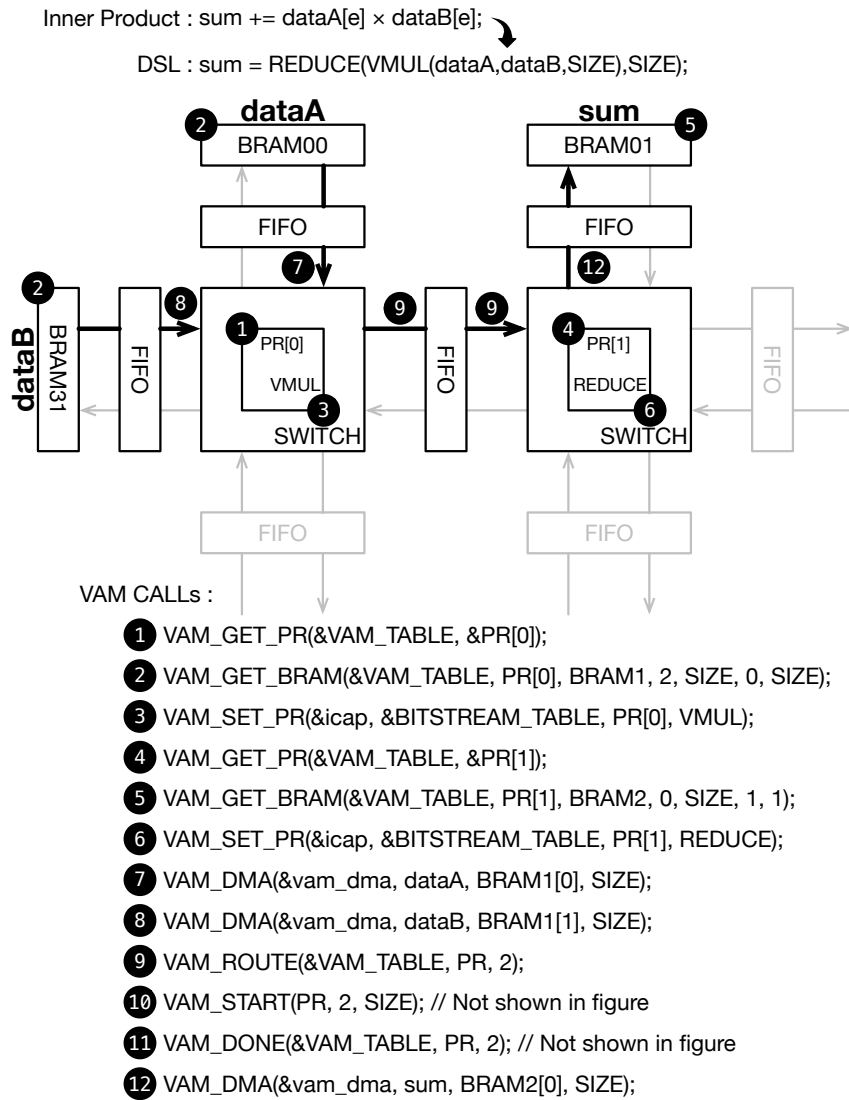 Inner Product : sum += dataA[e] × dataB[e];
DSL : sum = REDUCE(VMUL(dataA,dataB,SIZE),SIZE);
dataA
sum
2
BRAM00
BRAM01
5
FIFO
FIFO
7
12
2
8
9
9
dataB
BRAM31
FIFO
1
PR[0]
VMUL
3
SWITCH
FIFO
4
PR[1]
REDUCE
6
SWITCH
FIFO
FIFO
FIFO
VAM CALLs :
1 VAM_GET_PR(&VAM_TABLE, &PR[0]);
2 VAM_GET_BRAM(&VAM_TABLE, PR[0], BRAM1, 2, SIZE, 0, SIZE);
3 VAM_SET_PR(&icap, &BITSTREAM_TABLE, PR[0], VMUL);
4 VAM_GET_PR(&VAM_TABLE, &PR[1]);
5 VAM_GET_BRAM(&VAM_TABLE, PR[1], BRAM2, 0, SIZE, 1, 1);
6 VAM_SET_PR(&icap, &BITSTREAM_TABLE, PR[1], REDUCE);
7 VAM_DMA(&vam_dma, dataA, BRAM1[0], SIZE);
8 VAM_DMA(&vam_dma, dataB, BRAM1[1], SIZE);
9 VAM_ROUTE(&VAM_TABLE, PR, 2);
10 VAM_START(PR, 2, SIZE); // Not shown in figure
11 VAM_DONE(&VAM_TABLE, PR, 2); // Not shown in figure
12 VAM_DMA(&vam_dma, sum, BRAM2[0], SIZE);